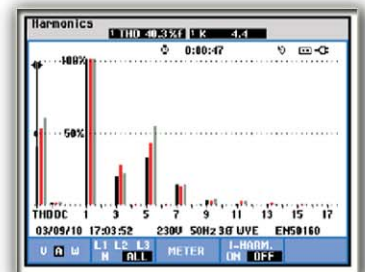 Harmonics
1 THD 40.3%f 1 K 4.4
0:00:47
100%
50%
THDDC 1 3 5 7 9 11 13 15 17
03/09/10 17:03:52 230V 50Hz 3Ø WYE EN50160
V A W L1 L2 L3 N ALL METER I-HARM. ON OFF